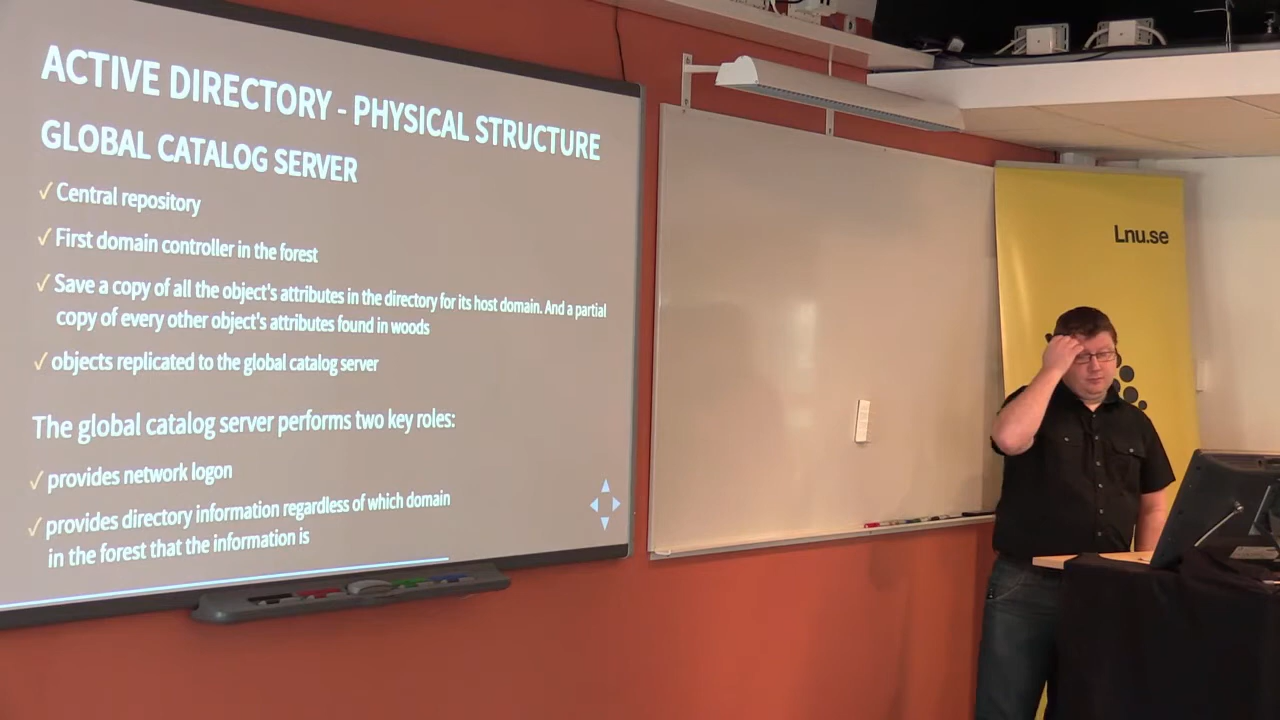 ACTIVE DIRECTORY - PHYSICAL STRUCTURE
GLOBAL CATALOG SERVER
✓ Central repository
✓ First domain controller in the forest
✓ Save a copy of all the object's attributes in the directory for its host domain. And a partial
copy of every other object's attributes found in woods
✓ objects replicated to the global catalog server
The global catalog server performs two key roles:
✓ provides network logon
✓ provides directory information regardless of which domain
in the forest that the information is
Lnu.se